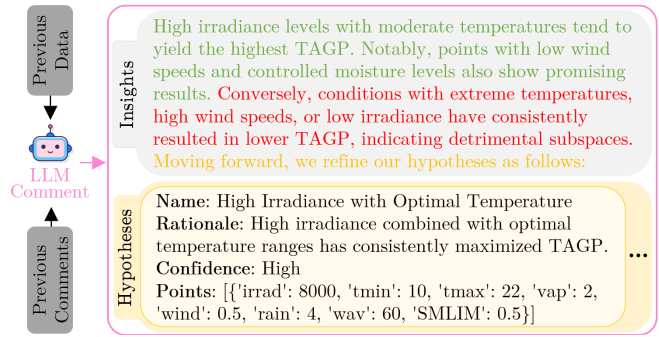 Previous
Data
LLM
Comment
Previous
Comments
Insights
High irradiance levels with moderate temperatures tend to
yield the highest TAGP. Notably, points with low wind
speeds and controlled moisture levels also show promising
results. Conversely, conditions with extreme temperatures,
high wind speeds, or low irradiance have consistently
resulted in lower TAGP, indicating detrimental subspaces.
Moving forward, we refine our hypotheses as follows:
Hypotheses
Name: High Irradiance with Optimal Temperature
Rationale: High irradiance combined with optimal
temperature ranges has consistently maximized TAGP.
Confidence: High
Points: [{'irrad': 8000, 'tmin': 10, 'tmax': 22, 'vap': 2,
'wind': 0.5, 'rain': 4, 'wav': 60, 'SMLIM': 0.5}]
...